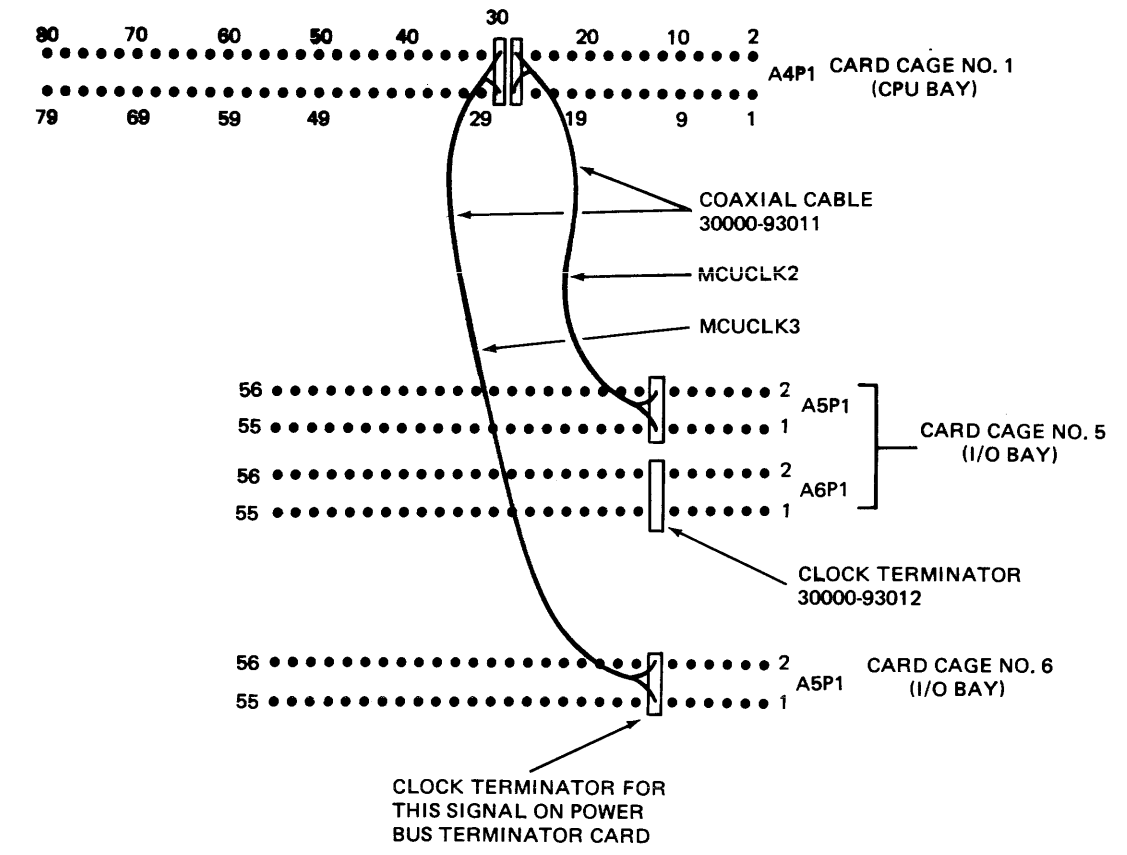 30
80 70 60 50 40 20 10 2
A4P1 CARD CAGE NO. 1
(CPU BAY)
79 69 59 49 29 19 9 1
COAXIAL CABLE
30000-93011
MCUCLK2
MCUCLK3
56 2
A5P1
55 1
CARD CAGE NO. 5
(I/O BAY)
56 2
A6P1
55 1
CLOCK TERMINATOR
30000-93012
56 2
A5P1
55 1
CARD CAGE NO. 6
(I/O BAY)
CLOCK TERMINATOR FOR
THIS SIGNAL ON POWER
BUS TERMINATOR CARD